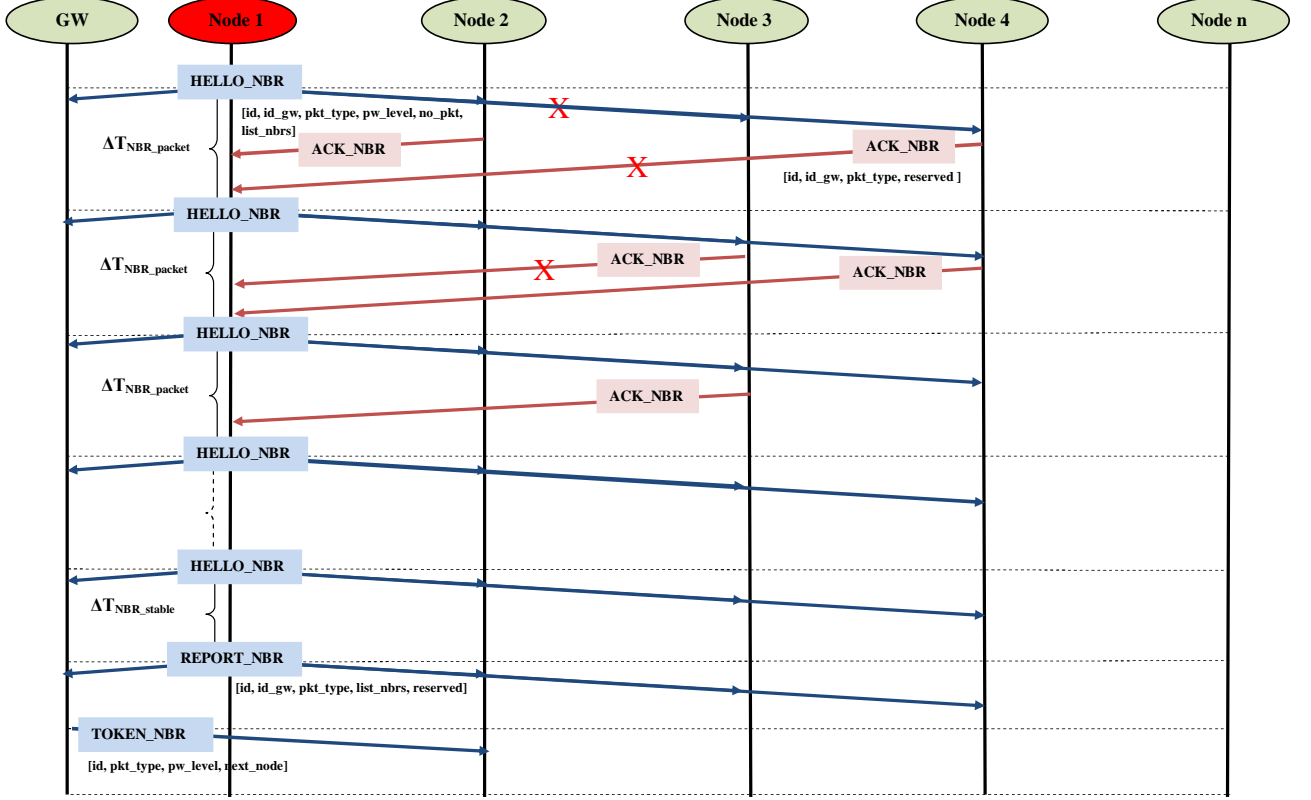 GW
Node 1
Node 2
Node 3
Node 4
Node n
HELLO_NBR
X
[id, id_gw, pkt_type, pw_level, no_pkt,
list_nbrs]
ΔTNBR_packet
ACK_NBR
ACK_NBR
X
[id, id_gw, pkt_type, reserved ]
HELLO_NBR
ΔTNBR_packet
ACK_NBR
X
ACK_NBR
HELLO_NBR
ΔTNBR_packet
ACK_NBR
HELLO_NBR
HELLO_NBR
ΔTNBR_stable
REPORT_NBR
[id, id_gw, pkt_type, list_nbrs, reserved]
TOKEN_NBR
[id, pkt_type, pw_level, next_node]